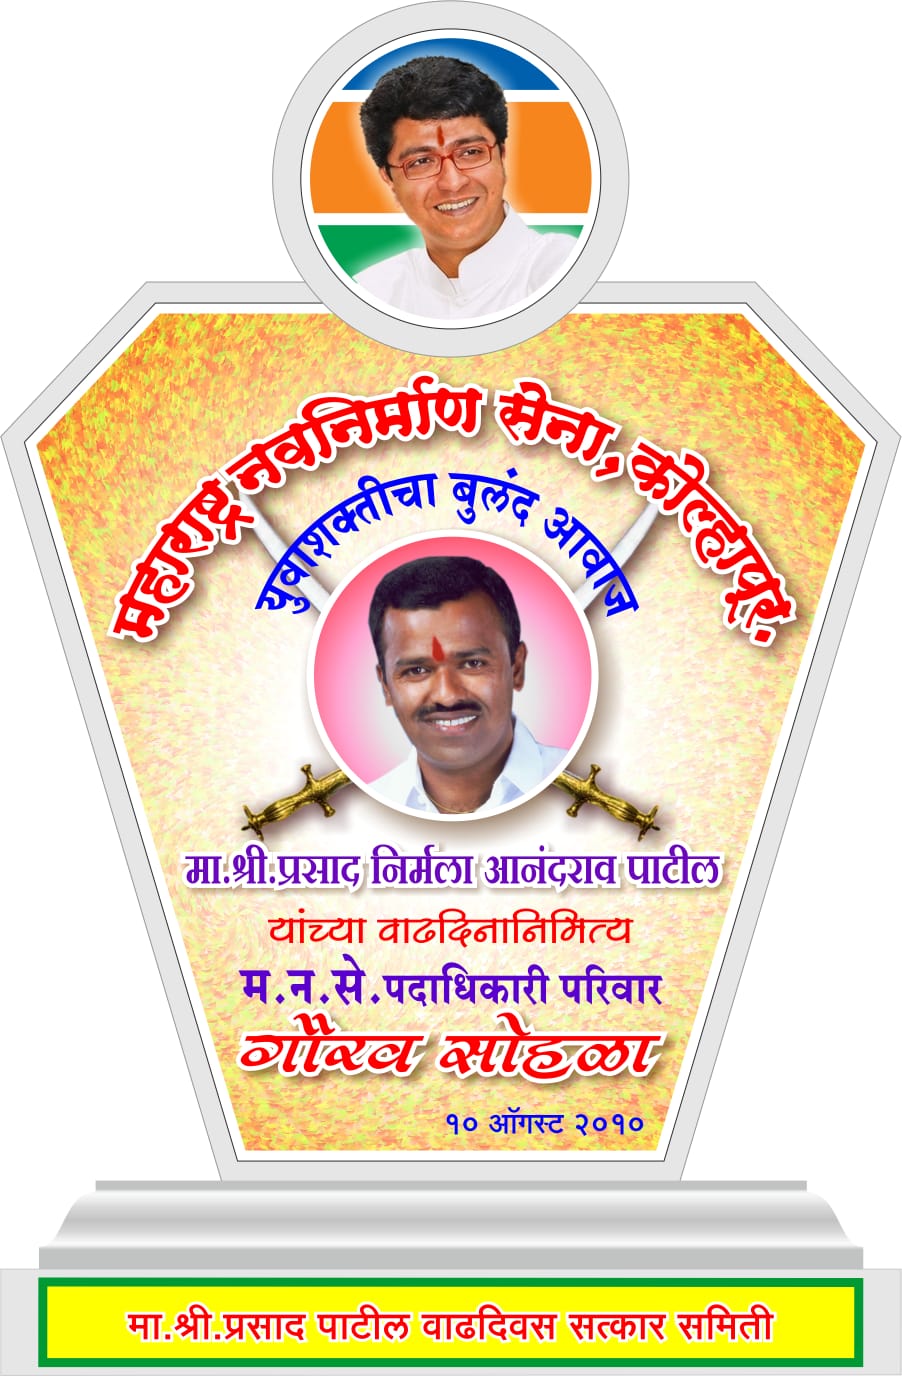 महाराष्ट्र नवनिर्माण सेना, कोल्हापूर.
युवाशक्तीचा बुलंद आवाज
मा.श्री.प्रसाद निर्मला आनंदराव पाटील
यांच्या वाढदिनानिमित्य
म.न.से.पदाधिकारी परिवार
गौरव सोहळा
१० ऑगस्ट २०१०
मा.श्री.प्रसाद पाटील वाढदिवस सत्कार समिती